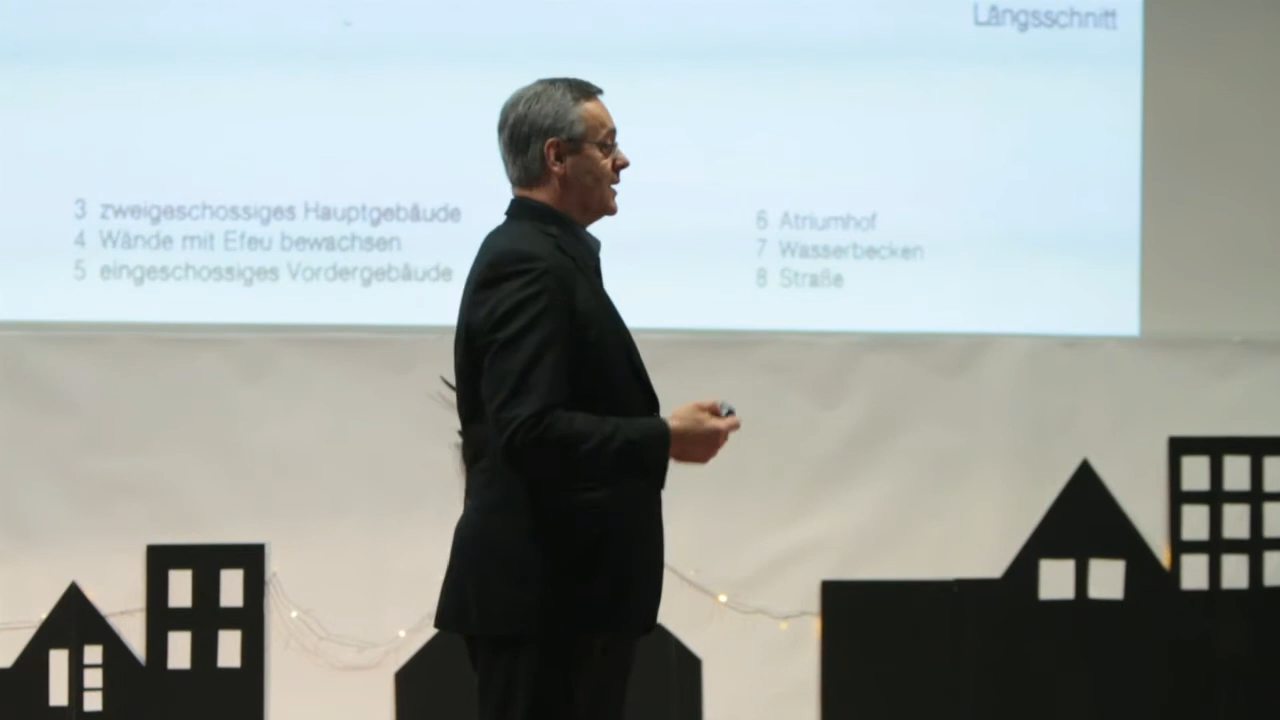 Längsschnitt
3 zweigeschossiges Hauptgebäude
4 Wände mit Efeu bewachsen
5 eingeschossiges Vordergebäude
6 Atriumhof
7 Wasserbecken
8 Straße